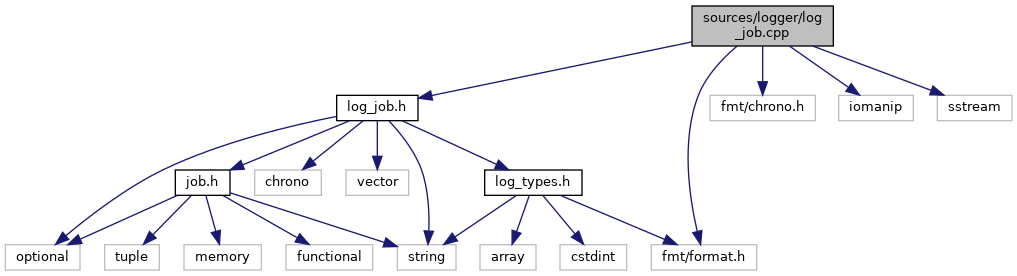 sources/logger/log
_job.cpp
log_job.h
fmt/chrono.h
iomanip
sstream
job.h
chrono
vector
log_types.h
optional
tuple
memory
functional
string
array
cstdint
fmt/format.h